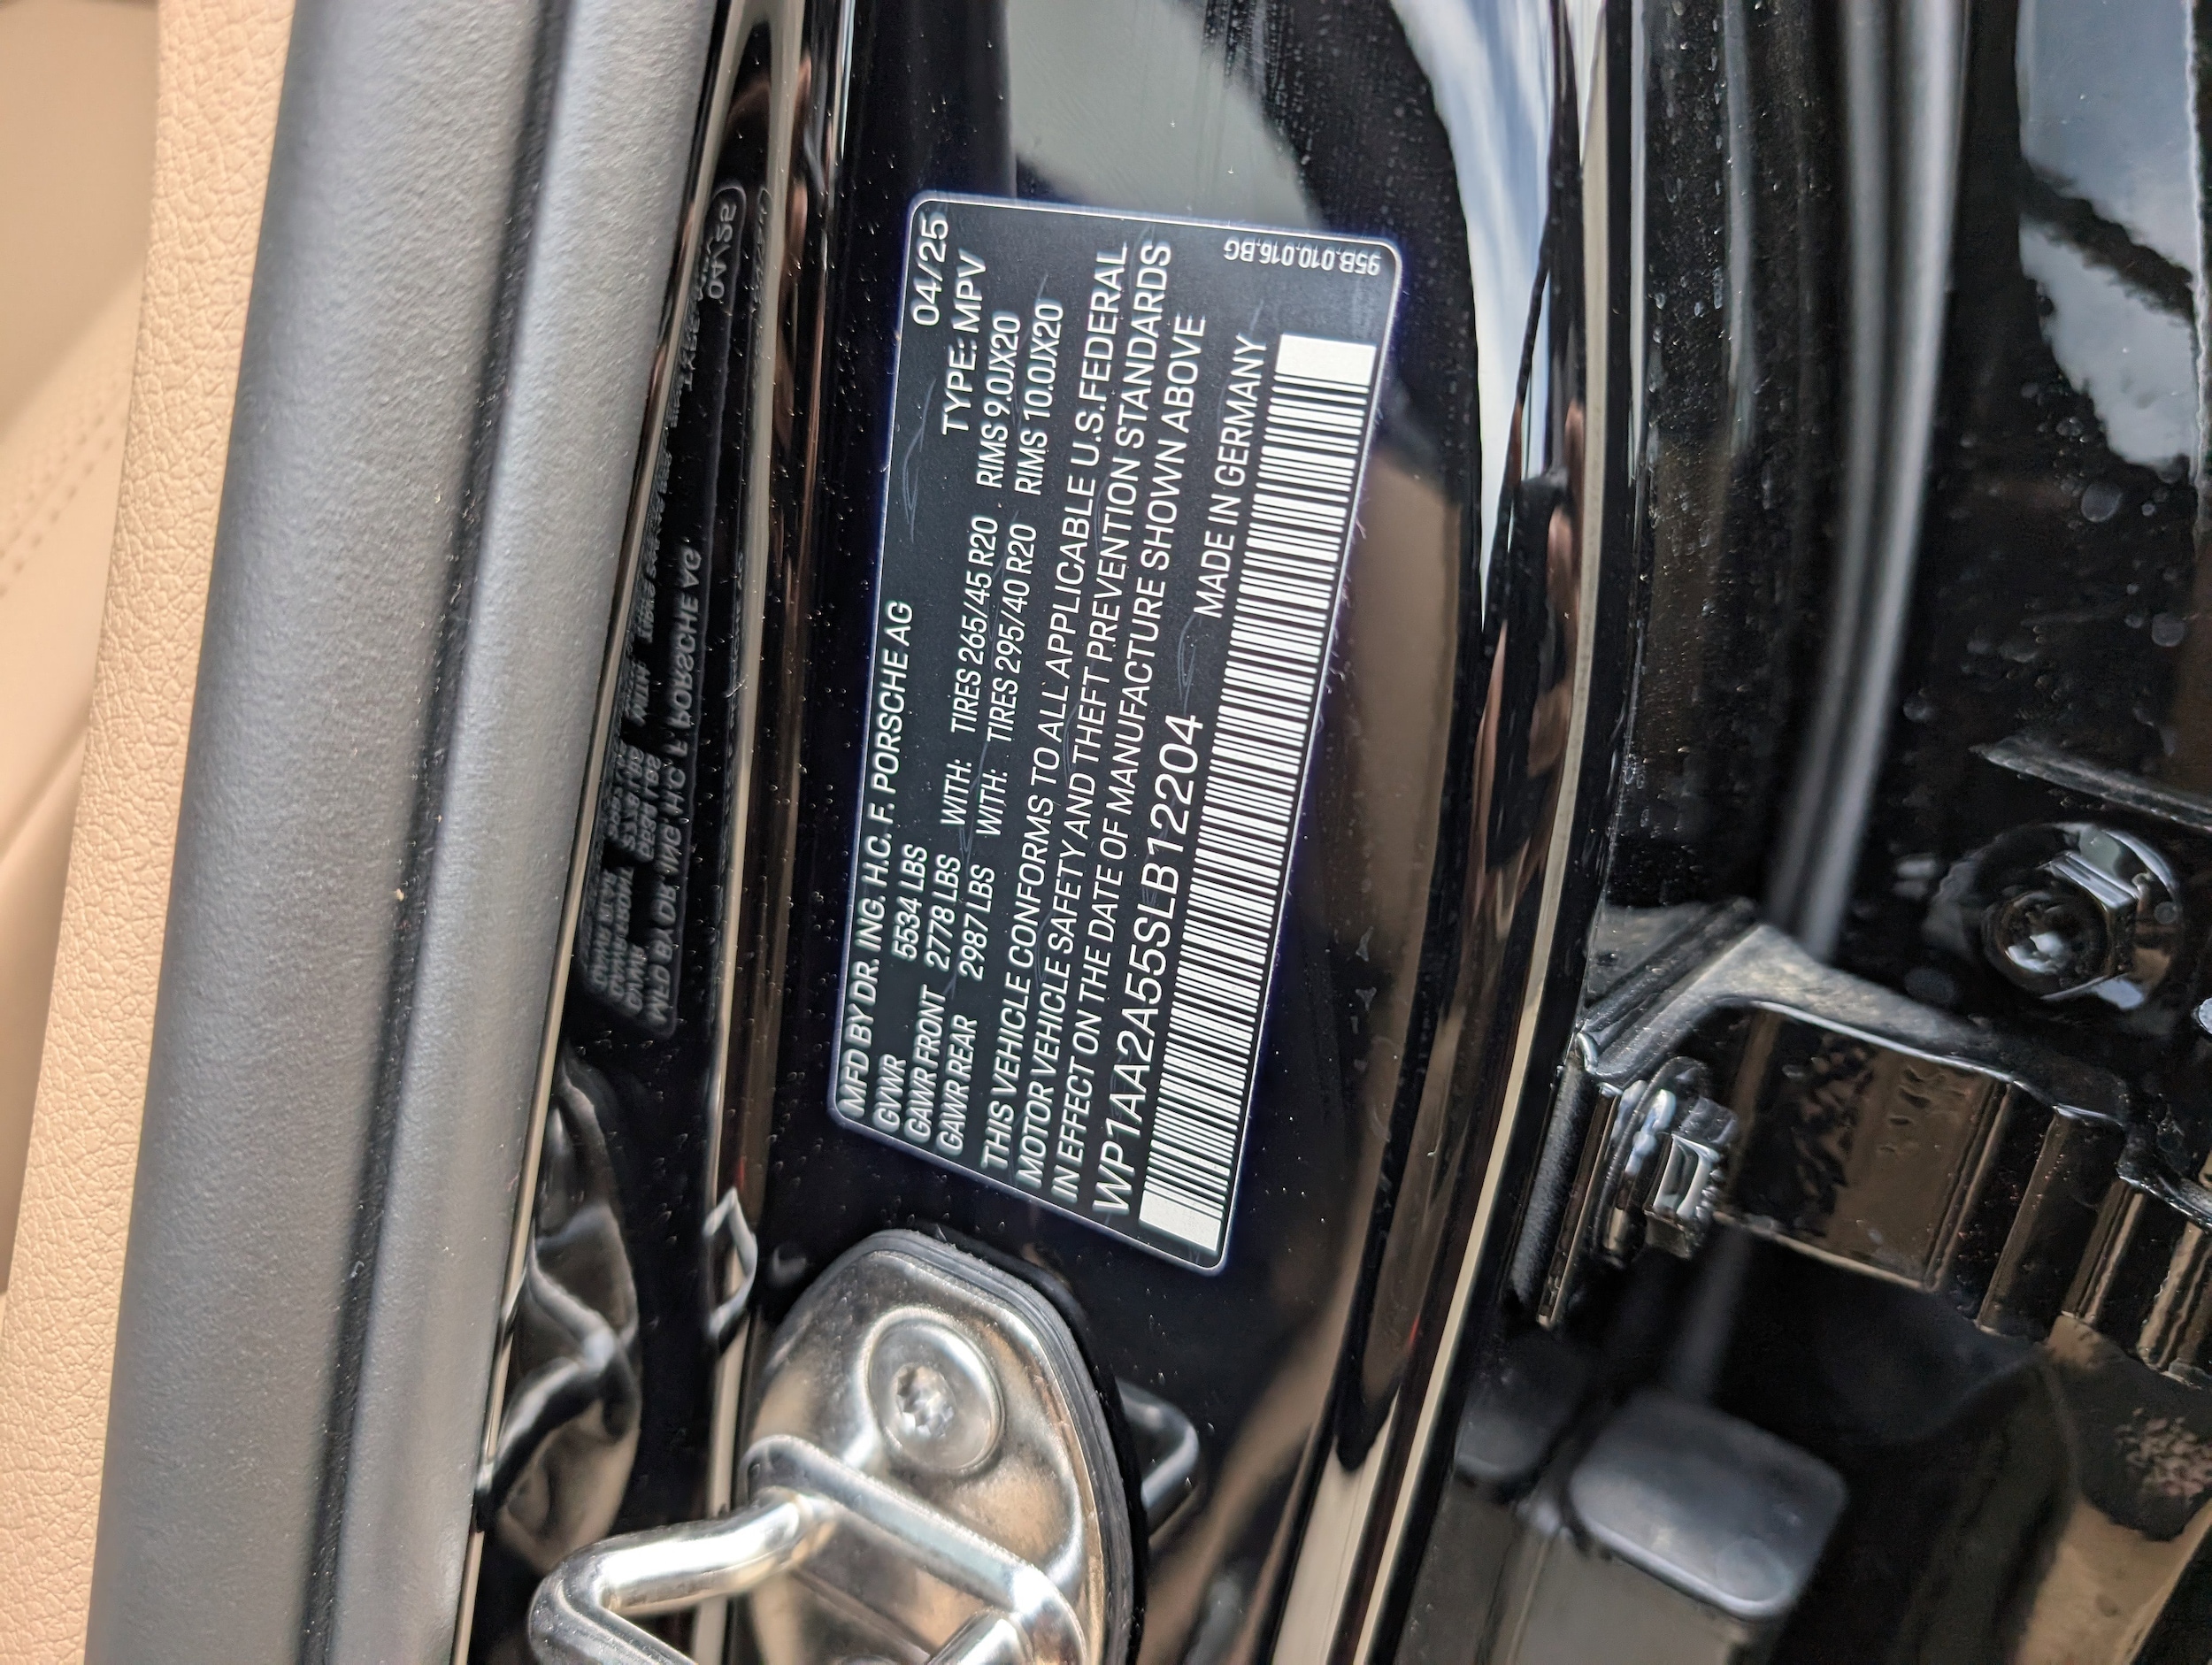 MFD BY DR. ING. H.C. F. PORSCHE AG 04/25
GVWR 5534 LBS TYPE: MPV
GAWR FRONT 2778 LBS WITH: TIRES 265/45 R20 RIMS 9.0JX20
GAWR REAR 2987 LBS WITH: TIRES 295/40 R20 RIMS 10.0JX20
THIS VEHICLE CONFORMS TO ALL APPLICABLE U.S.FEDERAL
MOTOR VEHICLE SAFETY AND THEFT PREVENTION STANDARDS
IN EFFECT ON THE DATE OF MANUFACTURE SHOWN ABOVE
WP1AA2A55SLB12204 MADE IN GERMANY
95B.010.016.BG